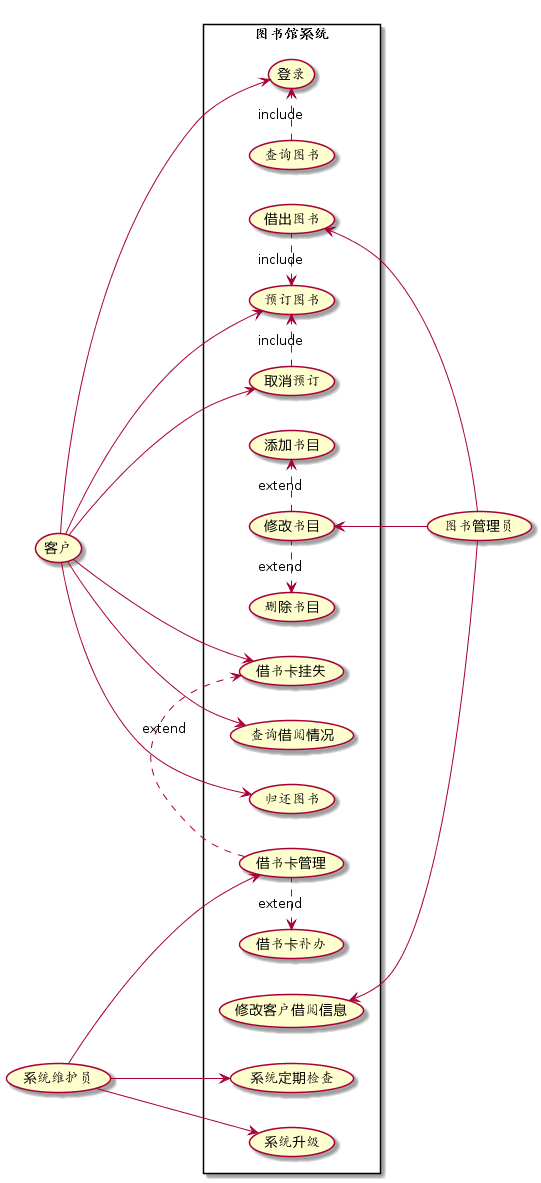 图书馆系统
登录
include
查询图书
借出图书
include
预订图书
include
取消预订
添加书目
extend
修改书目
图书管理员
客户
extend
删除书目
借书卡挂失
extend
查询借阅情况
归还图书
借书卡管理
extend
借书卡补办
修改客户借阅信息
系统维护员
系统定期检查
系统升级